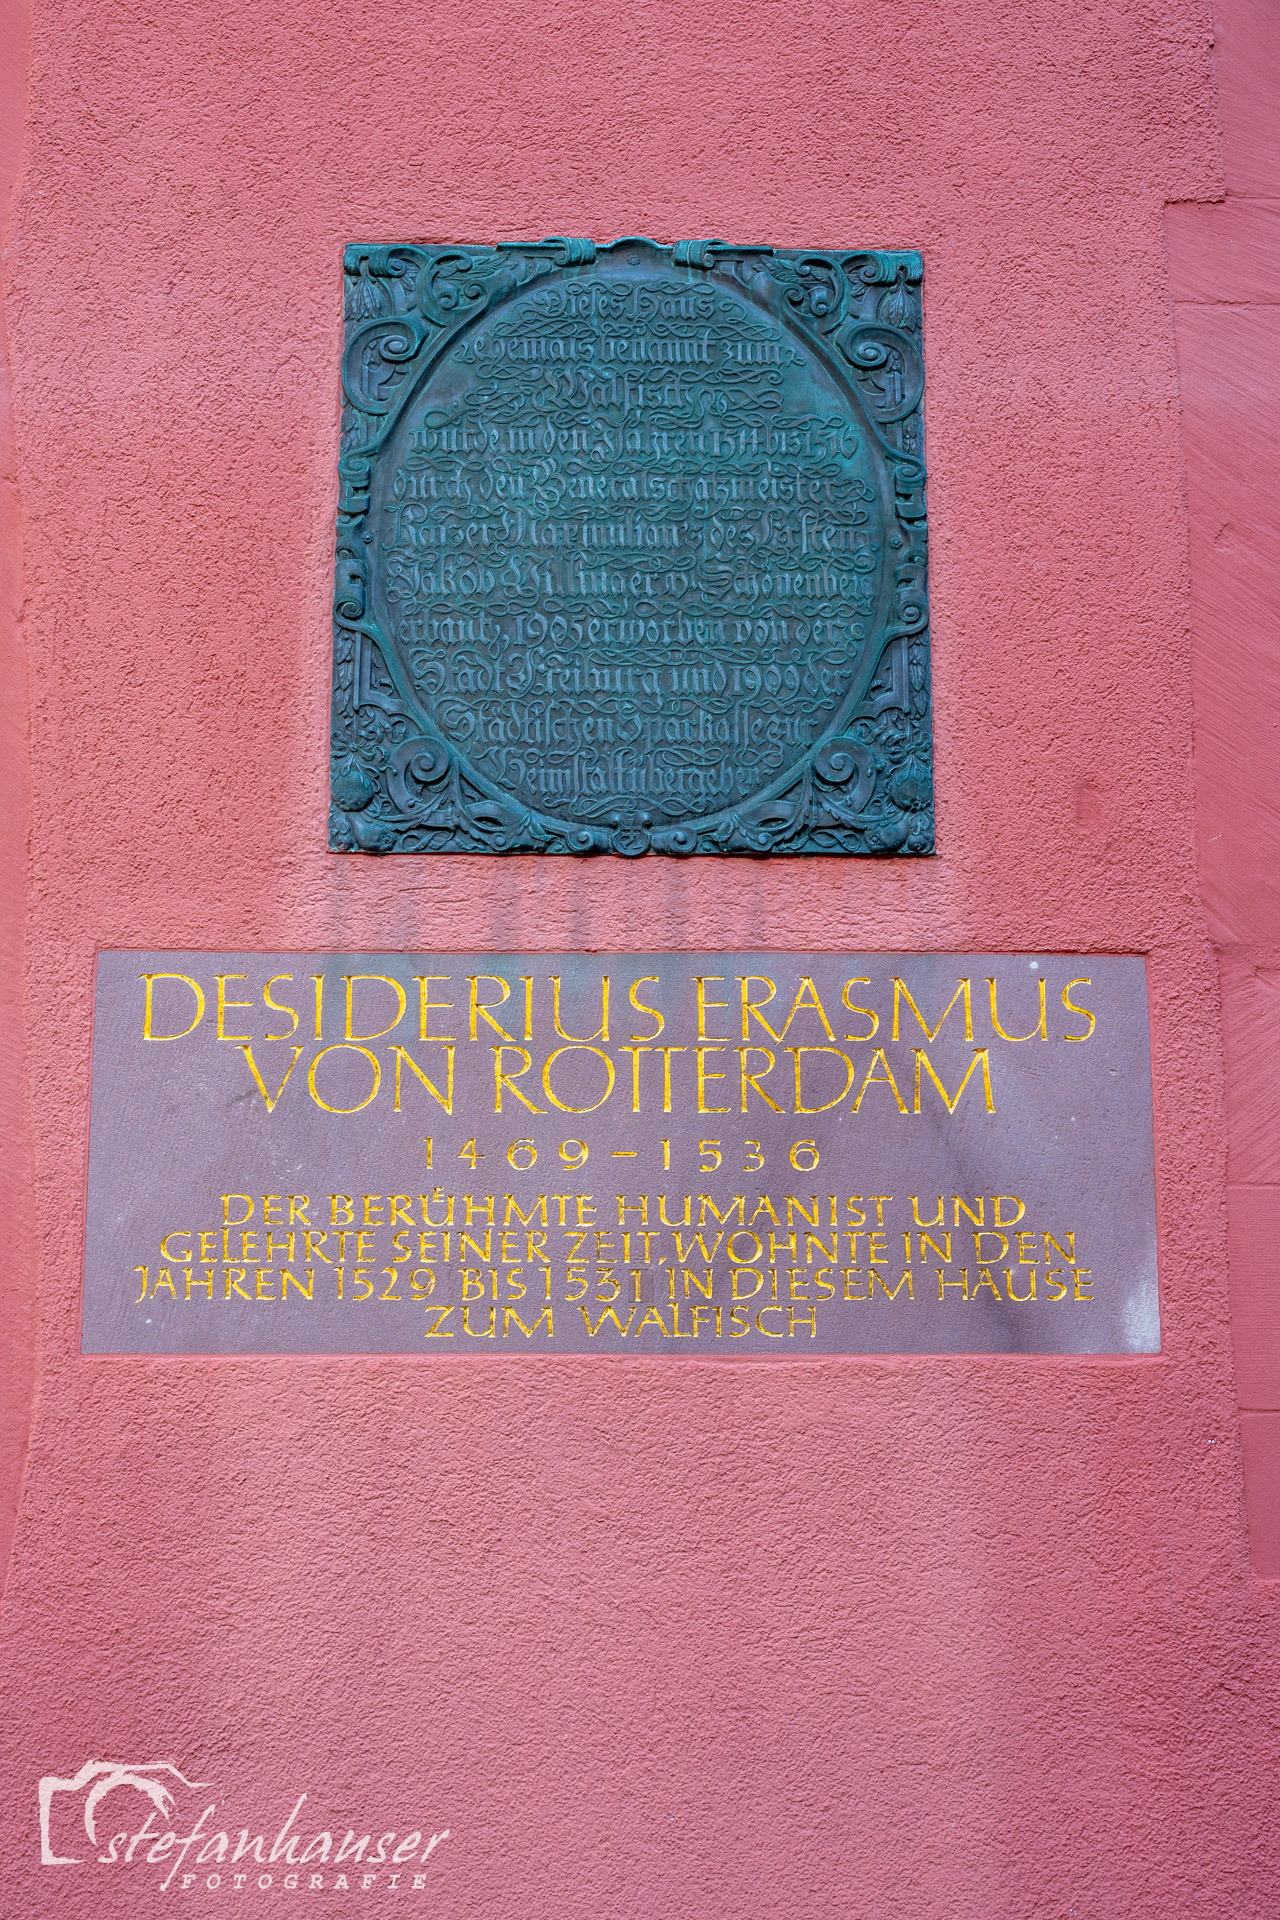 Dieses Haus
ehemals benannt zum
Walfisch
wurde in den Jahren 1514 bis 1516
durch den Generalschatzmeister
Kaiser Maximilian's des Ersten
Jakob Villinger v. Schönenberg
erbaut, 1905 erworben von der
Stadt Freiburg und 1909 der
Städtischen Sparkasse zur
Heimstatt übergeben
DESIDERIUS ERASMUS
VON ROTTERDAM
1469-1536
DER BERÜHMTE HUMANIST UND
GELEHRTE SEINER ZEIT, WOHNTE IN DEN
JAHREN 1529 BIS 1531 IN DIESEM HAUSE
ZUM WALFISCH
stefanhauser
FOTOGRAFIE